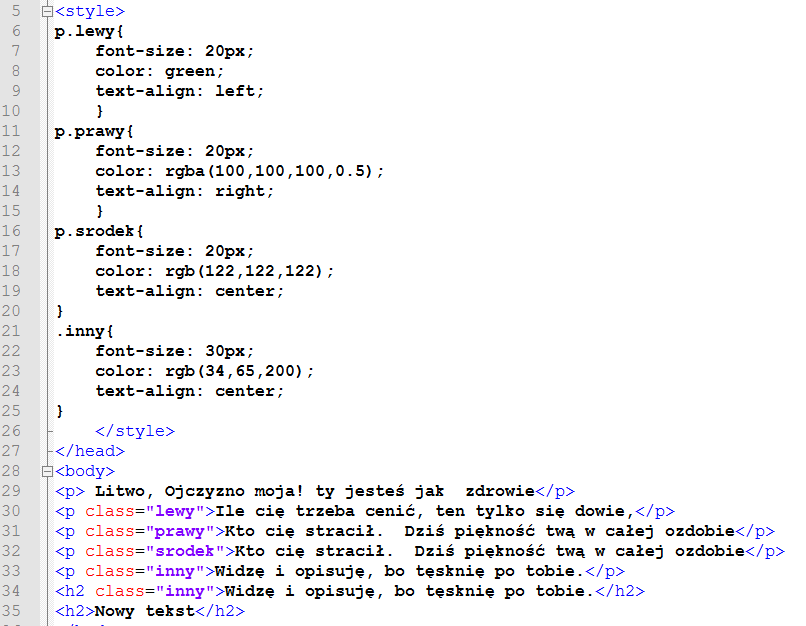 5 <style>
6 p.lewy{
7 font-size: 20px;
8 color: green;
9 text-align: left;
10 }
11 p.prawy{
12 font-size: 20px;
13 color: rgba(100,100,100,0.5);
14 text-align: right;
15 }
16 p.srodek{
17 font-size: 20px;
18 color: rgb(122,122,122);
19 text-align: center;
20 }
21 .inny{
22 font-size: 30px;
23 color: rgb(34,65,200);
24 text-align: center;
25 }
26 </style>
27 </head>
28 <body>
29 <p> Litwo, Ojczyzno moja! ty jesteś jak  zdrowie</p>
30 <p class="lewy">Ile cię trzeba cenić, ten tylko się dowie,</p>
31 <p class="prawy">Kto cię stracił.  Dziś piękność twą w całej ozdobie</p>
32 <p class="srodek">Kto cię stracił.  Dziś piękność twą w całej ozdobie</p>
33 <p class="inny">Widzę i opisuję, bo tęsknię po tobie.</p>
34 <h2 class="inny">Widzę i opisuję, bo tęsknię po tobie.</h2>
35 <h2>Nowy tekst</h2>